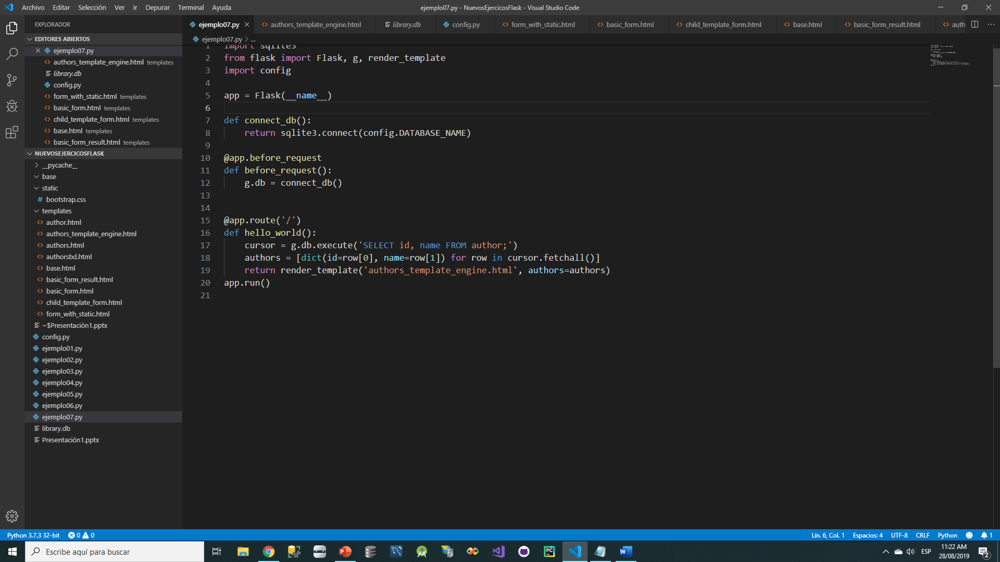 Archivo Editar Selección Ver Ir Depurar Terminal Ayuda
ejemplo07.py - NuevosEjercicosFlask - Visual Studio Code
EXPLORADOR
EDITORES ABIERTOS
ejemplo07.py
authors_template_engine.html templates
library.db
config.py
form_with_static.html templates
basic_form.html templates
child_template_form.html templates
base.html templates
basic_form_result.html templates
NUEVOSEJERCICOSFLASK
__pycache__
base
static
bootstrap.css
templates
author.html
authors_template_engine.html
authors.html
authorsbd.html
base.html
basic_form_result.html
basic_form.html
child_template_form.html
form_with_static.html
~$Presentación1.pptx
config.py
ejemplo01.py
ejemplo02.py
ejemplo03.py
ejemplo04.py
ejemplo05.py
ejemplo06.py
ejemplo07.py
library.db
Presentación1.pptx
ejemplo07.py authors_template_engine.html library.db config.py form_with_static.html basic_form.html child_template_form.html base.html basic_form_result.html auth
ejemplo07.py > ...
1 import sqlite3
2 from flask import Flask, g, render_template
3 import config
4
5 app = Flask(__name__)
6
7 def connect_db():
8     return sqlite3.connect(config.DATABASE_NAME)
9
10 @app.before_request
11 def before_request():
12     g.db = connect_db()
13
14
15 @app.route('/')
16 def hello_world():
17     cursor = g.db.execute('SELECT id, name FROM author;')
18     authors = [dict(id=row[0], name=row[1]) for row in cursor.fetchall()]
19     return render_template('authors_template_engine.html', authors=authors)
20 app.run()
21
Python 3.7.3 32-bit 0 0
Lín. 6, Col. 1 Espacios: 4 UTF-8 CRLF Python 1
Escribe aquí para buscar
ESP
11:22 AM
28/08/2019
2